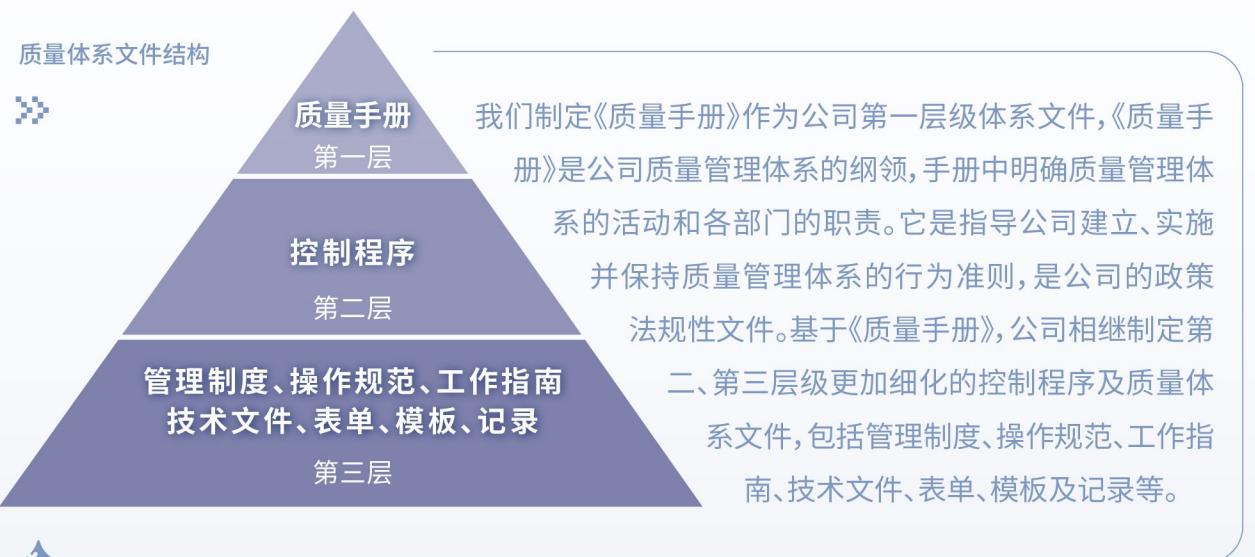 质量体系文件结构
质量手册
第一层
控制程序
第二层
管理制度、操作规范、工作指南
技术文件、表单、模板、记录
第三层
我们制定《质量手册》作为公司第一层级体系文件,《质量手
册》是公司质量管理体系的纲领,手册中明确质量管理体
系的活动和各部门的职责。它是指导公司建立、实施
并保持质量管理体系的行为准则,是公司的政策
法规性文件。基于《质量手册》,公司相继制定第
二、第三层级更加细化的控制程序及质量体
系文件,包括管理制度、操作规范、工作指
南、技术文件、表单、模板及记录等。